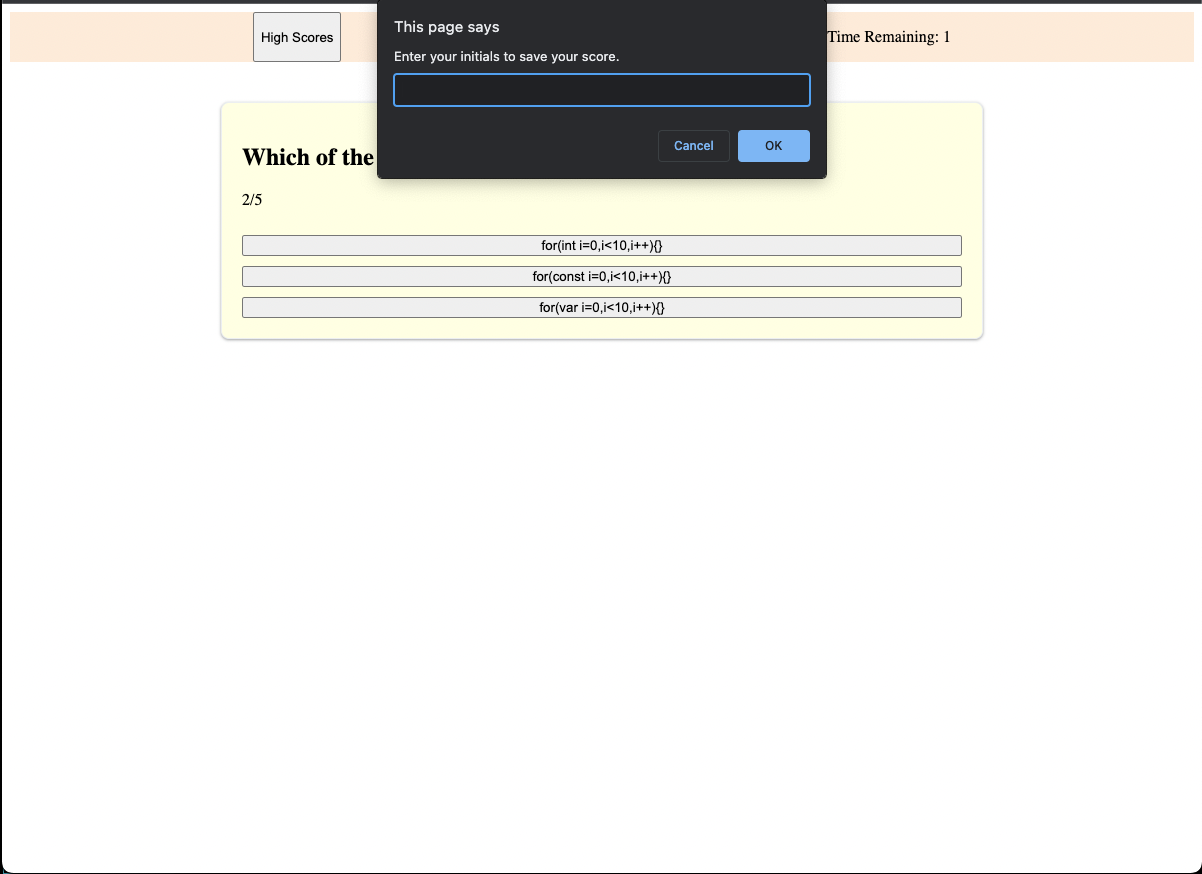 High Scores
Time Remaining: 1
This page says
Enter your initials to save your score.
Cancel
OK
Which of the
2/5
for(int i=0,i<10,i++){}
for(const i=0,i<10,i++){}
for(var i=0,i<10,i++){}